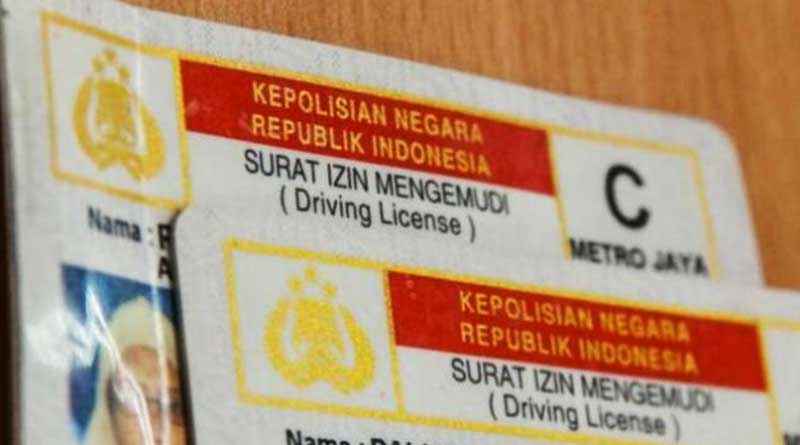 KEPOLISIAN NEGARA
REPUBLIK INDONESIA
SURAT IZIN MENGEMUDI
( Driving License )
C
METRO JAYA
Nama :
KEPOLISIAN NEGARA
REPUBLIK INDONESIA
SURAT IZIN MENGEMUDI
( Driving License )
Nama :